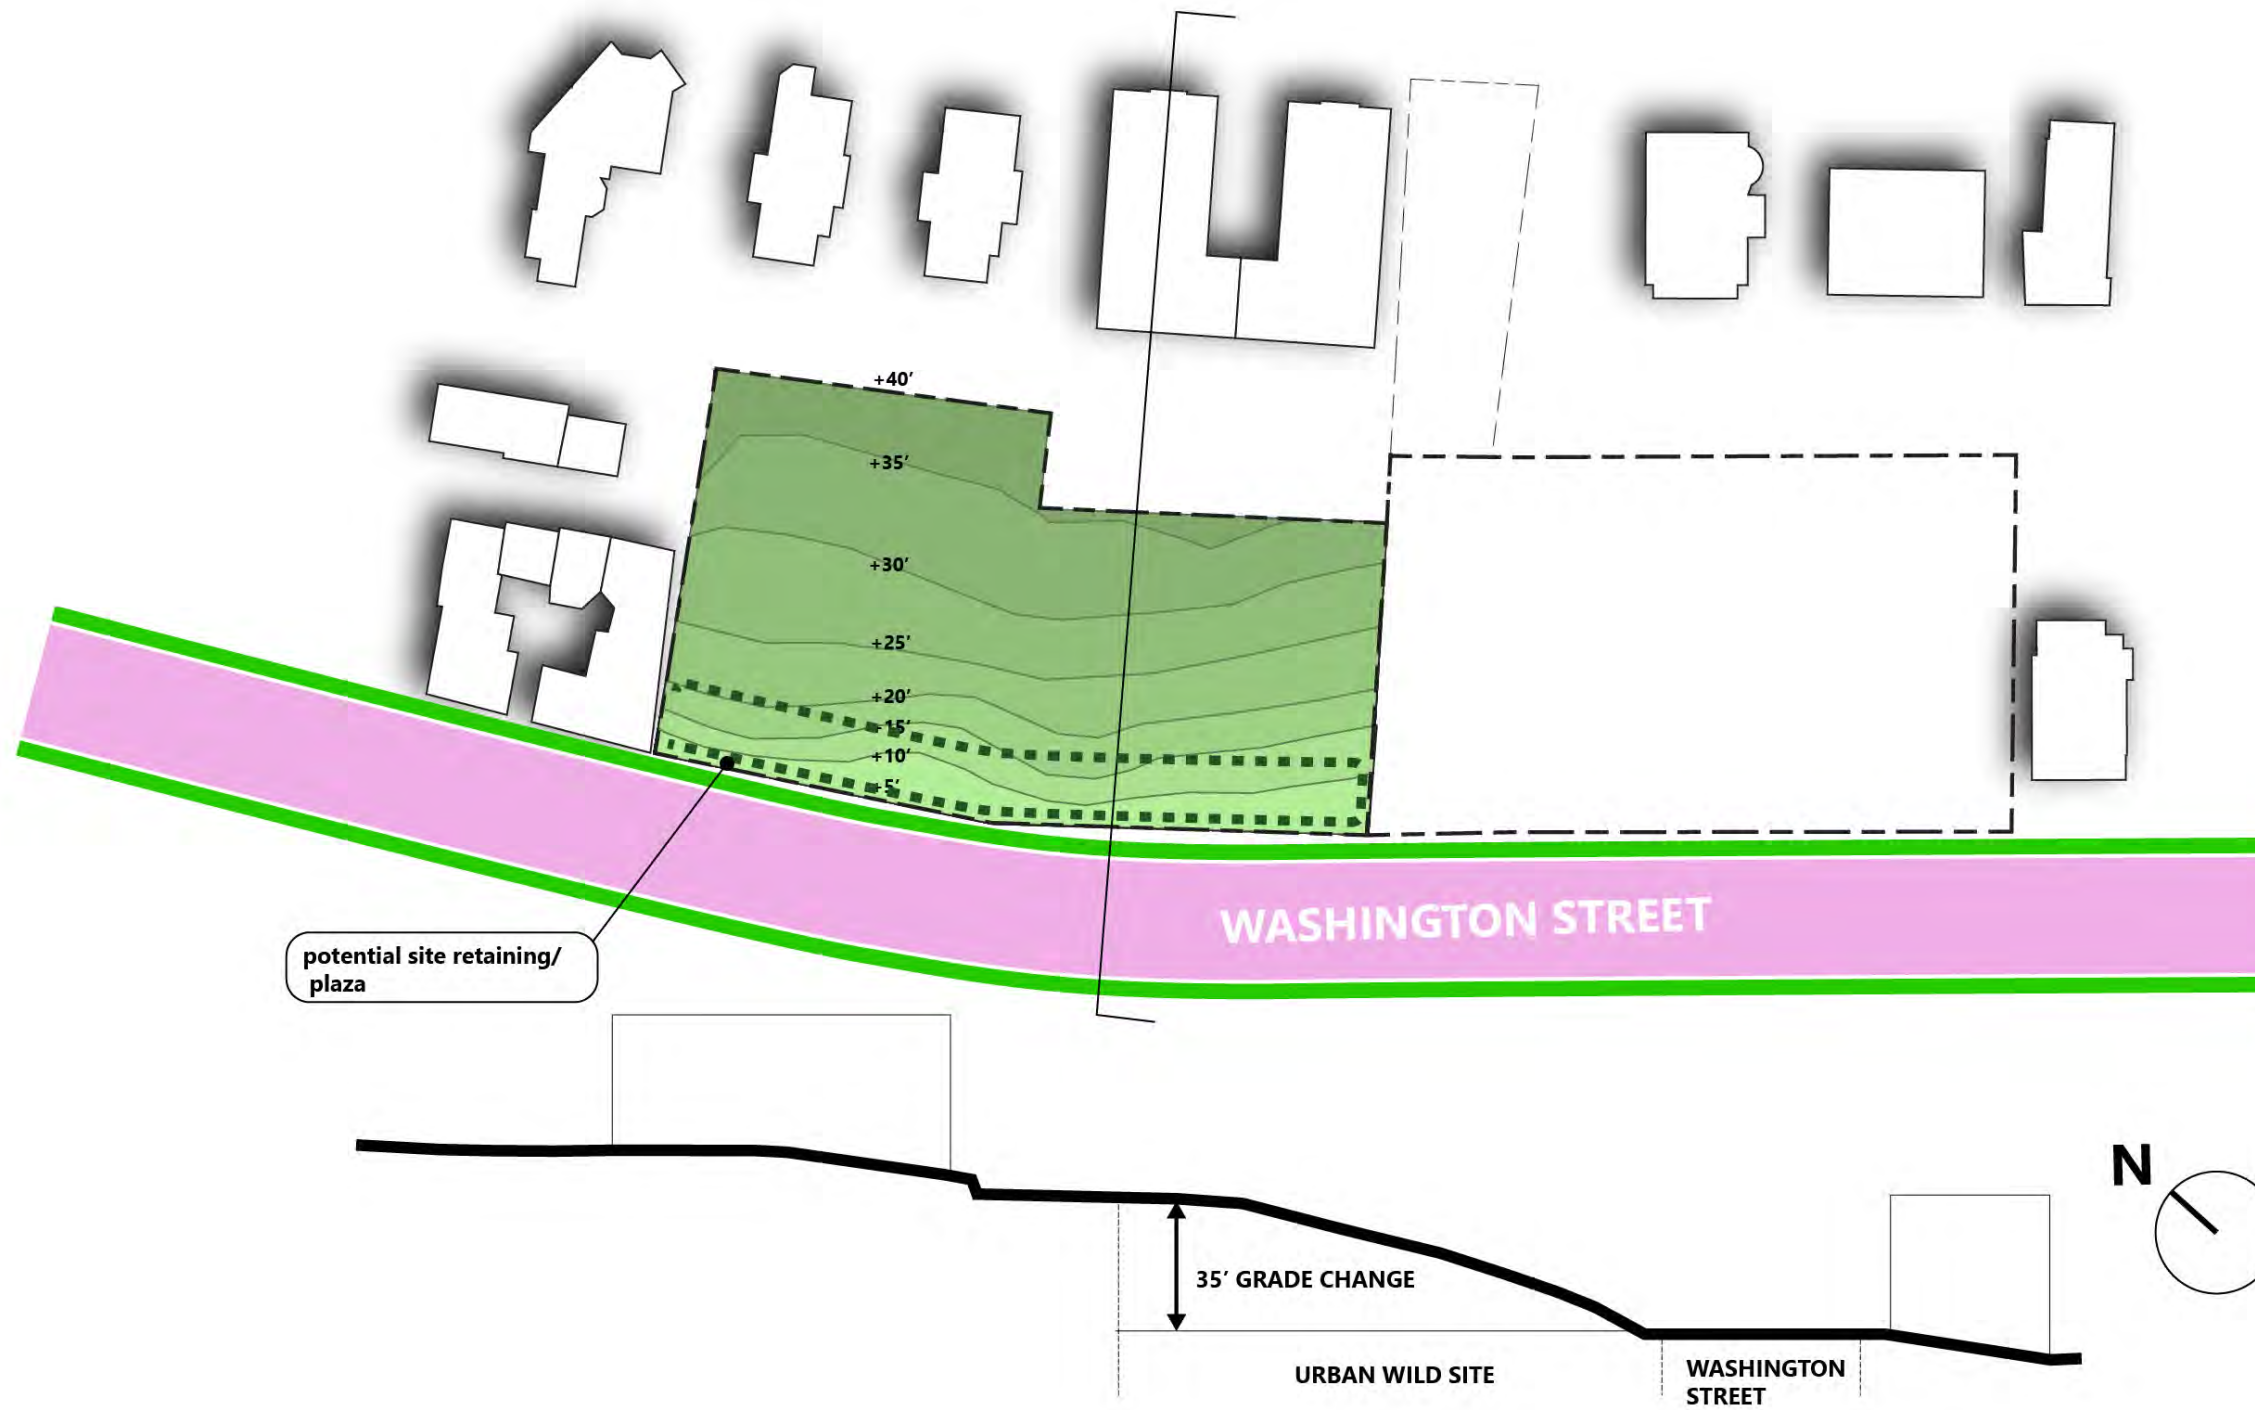 +40’
+35’
+30’
+25’
+20’
+15’
+10’
+5’
WASHINGTON STREET
potential site retaining/
plaza
N
35’ GRADE CHANGE
URBAN WILD SITE
WASHINGTON
STREET